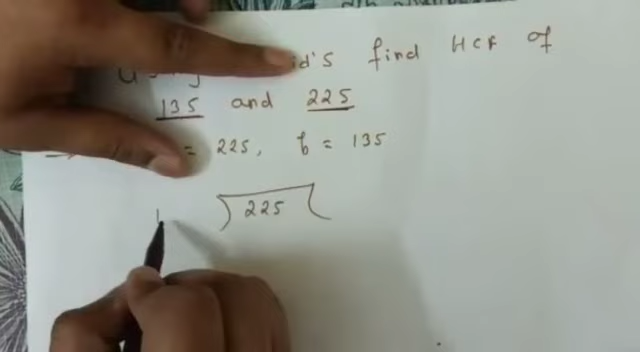 find HCF of
135 and 225
= 225, b = 135
225